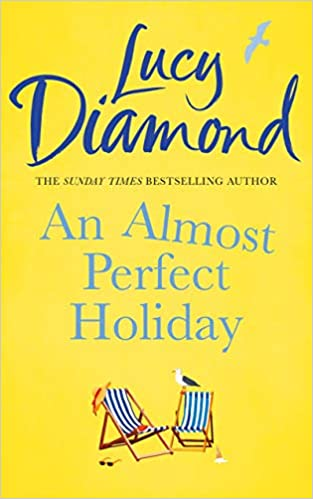 Lucy
Diamond
THE SUNDAY TIMES BESTSELLING AUTHOR
An Almost
Perfect
Holiday